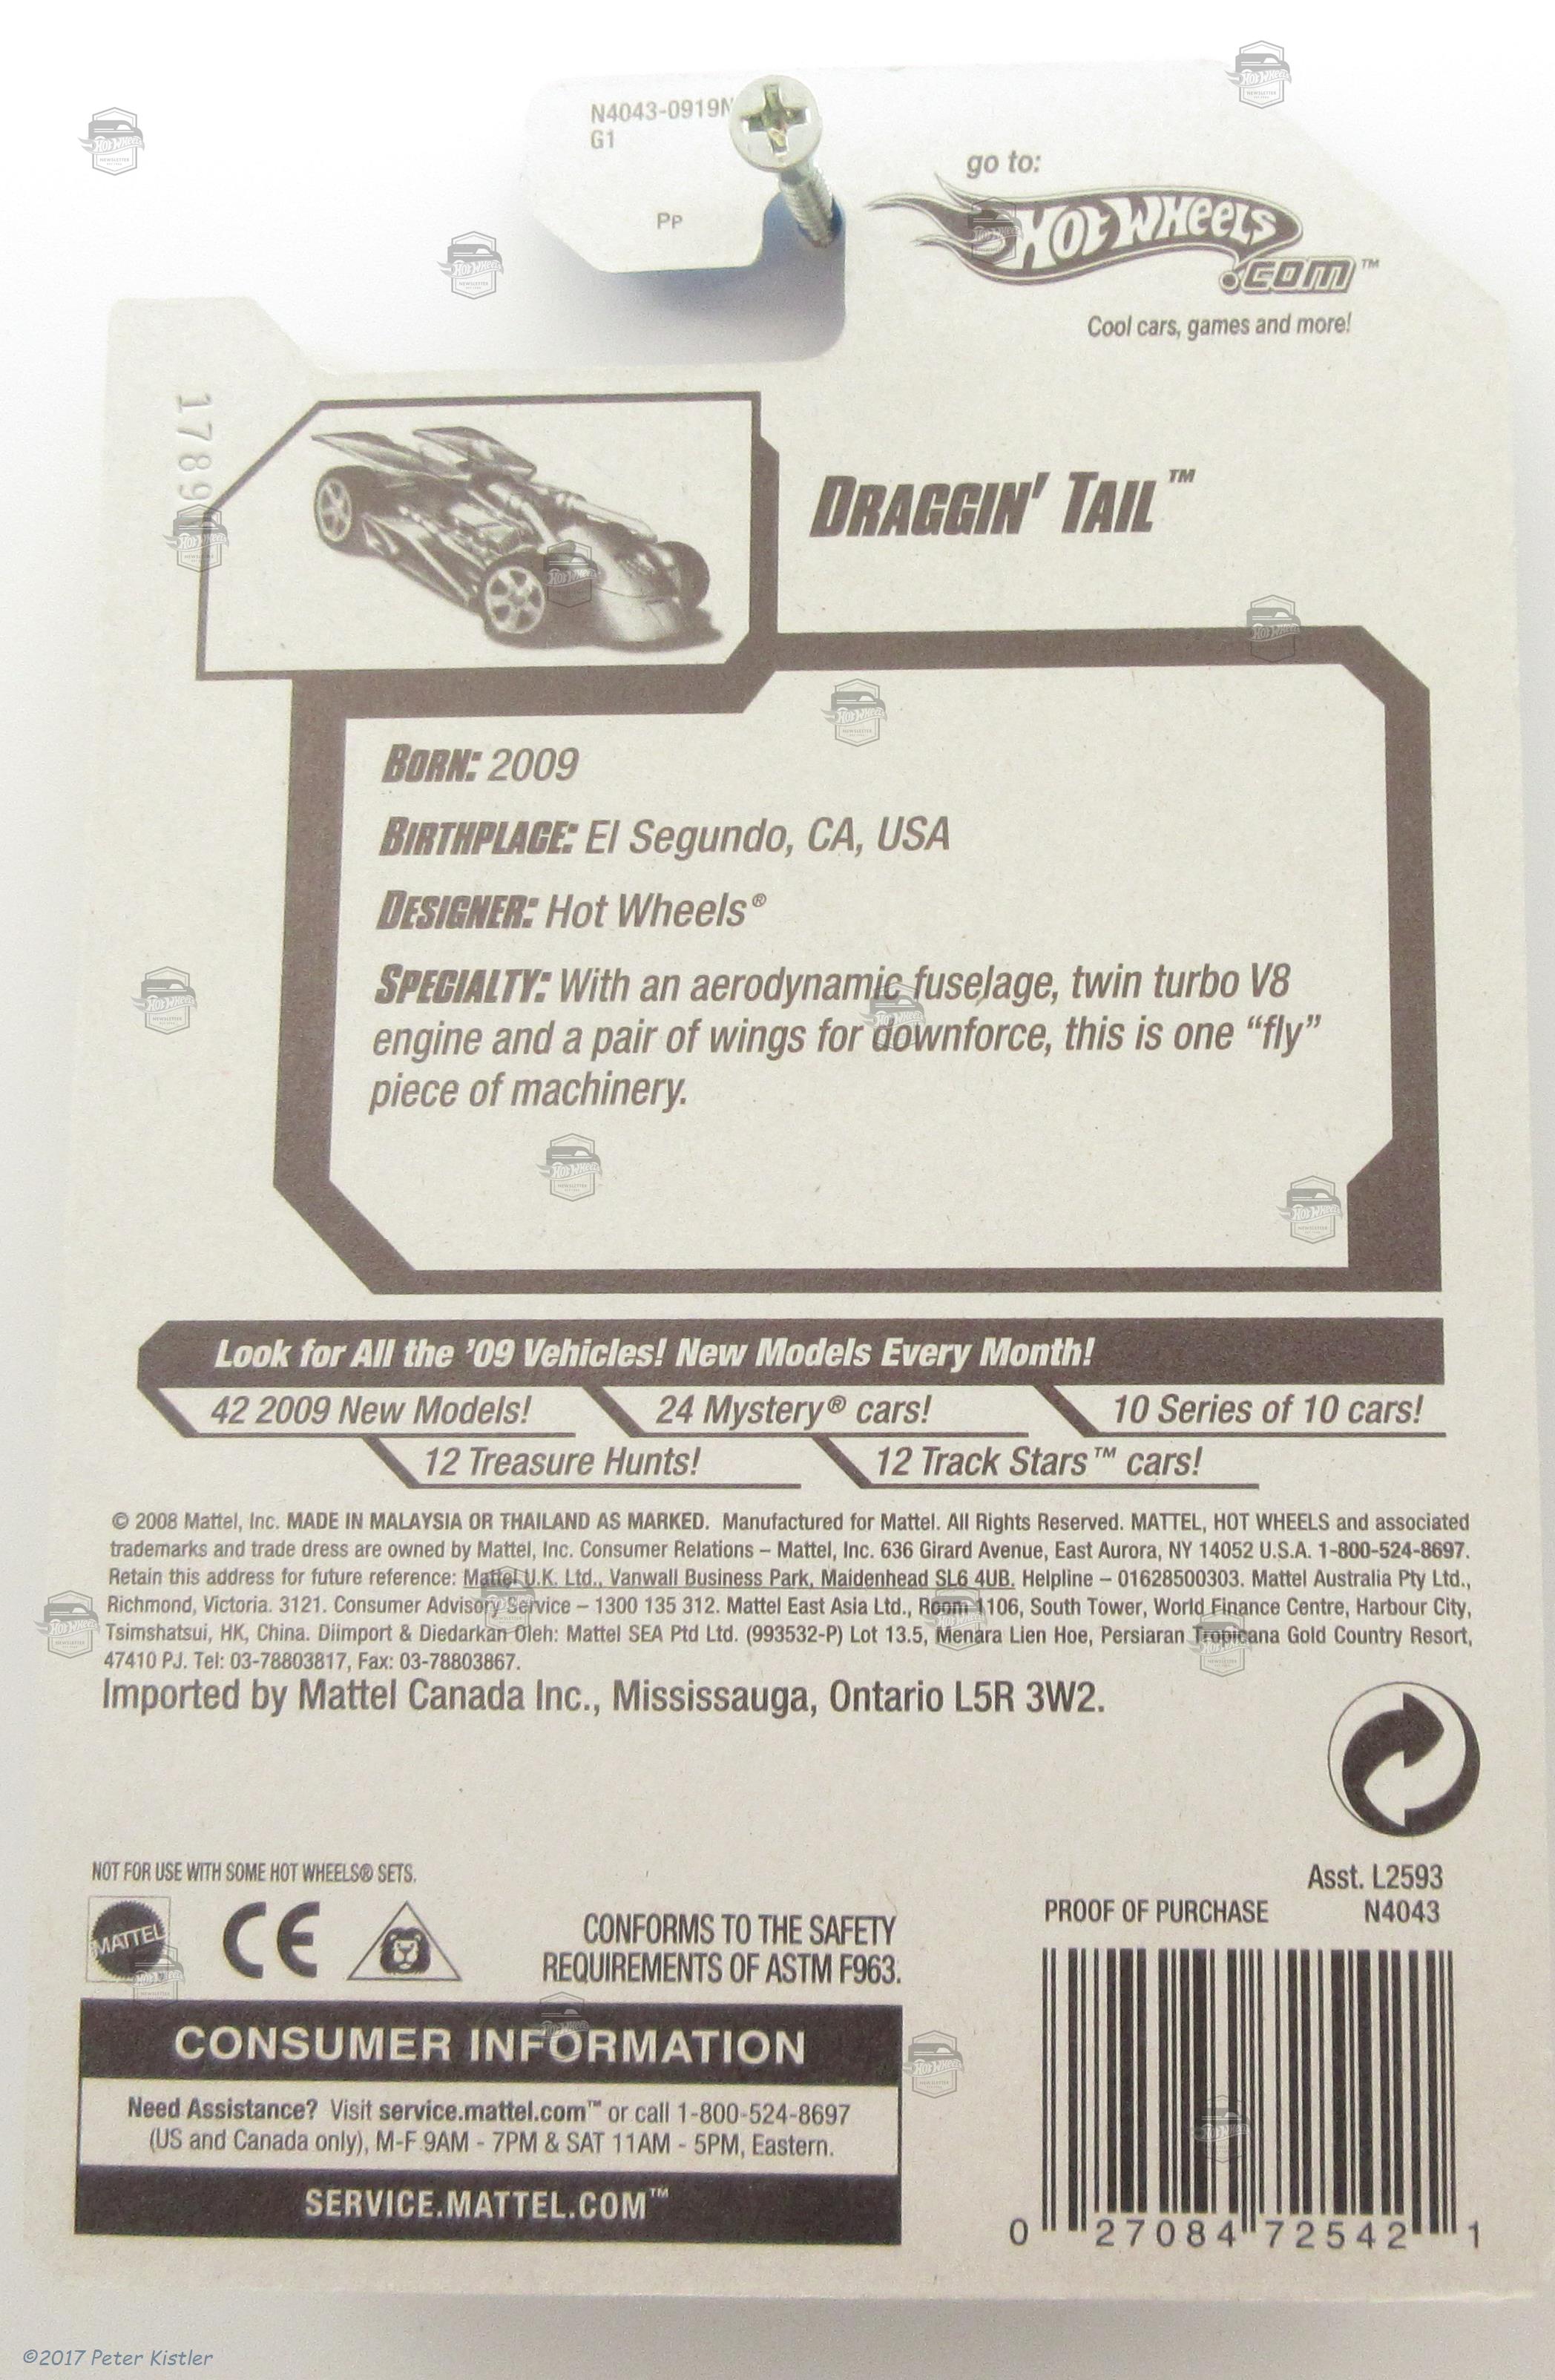 N4043-0919N
G1
Pp
go to:
Hot Wheels
.com™
Cool cars, games and more!
1789
DRAGGIN' TAIL™
BORN: 2009
BIRTHPLACE: El Segundo, CA, USA
DESIGNER: Hot Wheels®
SPECIALTY: With an aerodynamic fuselage, twin turbo V8
engine and a pair of wings for downforce, this is one “fly”
piece of machinery.
Look for All the ’09 Vehicles! New Models Every Month!
42 2009 New Models! 24 Mystery® cars! 10 Series of 10 cars!
12 Treasure Hunts! 12 Track Stars™ cars!
© 2008 Mattel, Inc. MADE IN MALAYSIA OR THAILAND AS MARKED. Manufactured for Mattel. All Rights Reserved. MATTEL, HOT WHEELS and associated
trademarks and trade dress are owned by Mattel, Inc. Consumer Relations – Mattel, Inc. 636 Girard Avenue, East Aurora, NY 14052 U.S.A. 1-800-524-8697.
Retain this address for future reference: Mattel U.K. Ltd., Vanwall Business Park, Maidenhead SL6 4UB. Helpline – 01628500303. Mattel Australia Pty Ltd.,
Richmond, Victoria. 3121. Consumer Advisory Service – 1300 135 312. Mattel East Asia Ltd., Room 1106, South Tower, World Finance Centre, Harbour City,
Tsimshatsui, HK, China. Diimport & Diedarkan Oleh: Mattel SEA Ptd Ltd. (993532-P) Lot 13.5, Menara Lien Hoe, Persiaran Tropicana Gold Country Resort,
47410 PJ. Tel: 03-78803817, Fax: 03-78803867.
Imported by Mattel Canada Inc., Mississauga, Ontario L5R 3W2.
NOT FOR USE WITH SOME HOT WHEELS® SETS.
MATTEL
CE
CONFORMS TO THE SAFETY
REQUIREMENTS OF ASTM F963.
Asst. L2593
PROOF OF PURCHASE N4043
CONSUMER INFORMATION
Need Assistance? Visit service.mattel.com™ or call 1-800-524-8697
(US and Canada only), M-F 9AM - 7PM & SAT 11AM - 5PM, Eastern.
SERVICE.MATTEL.COM™
0 27084 72542 1
©2017 Peter Kistler